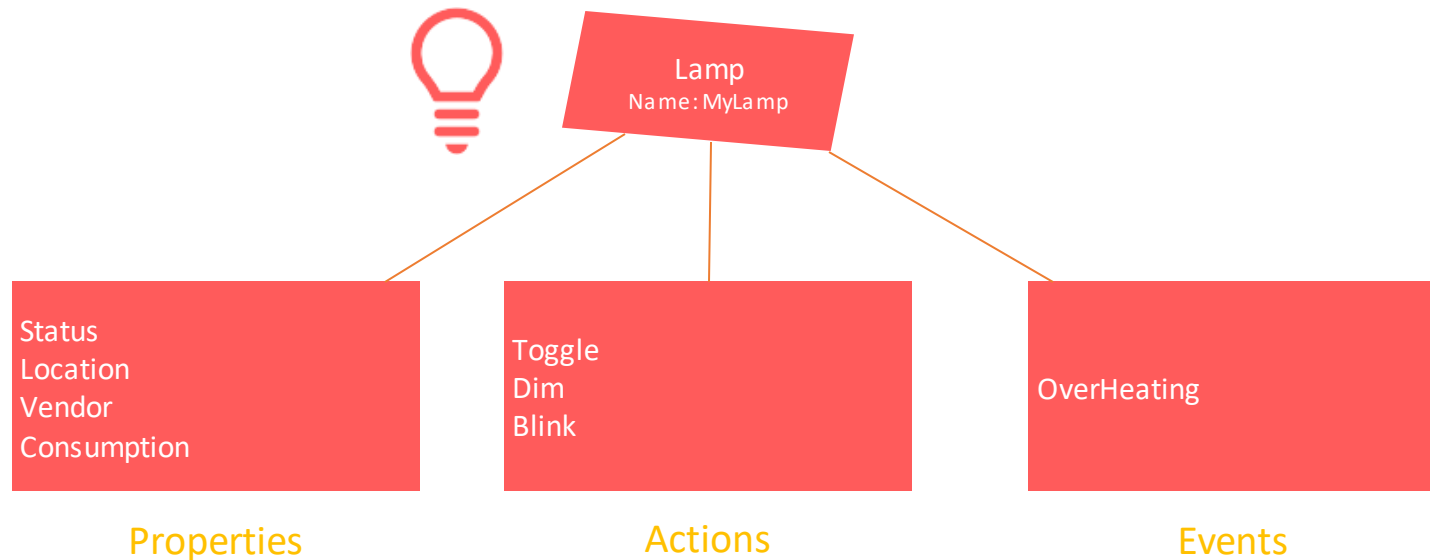 Lamp
Name: MyLamp
Status
Location
Vendor
Consumption
Toggle
Dim
Blink
OverHeating
Properties
Actions
Events